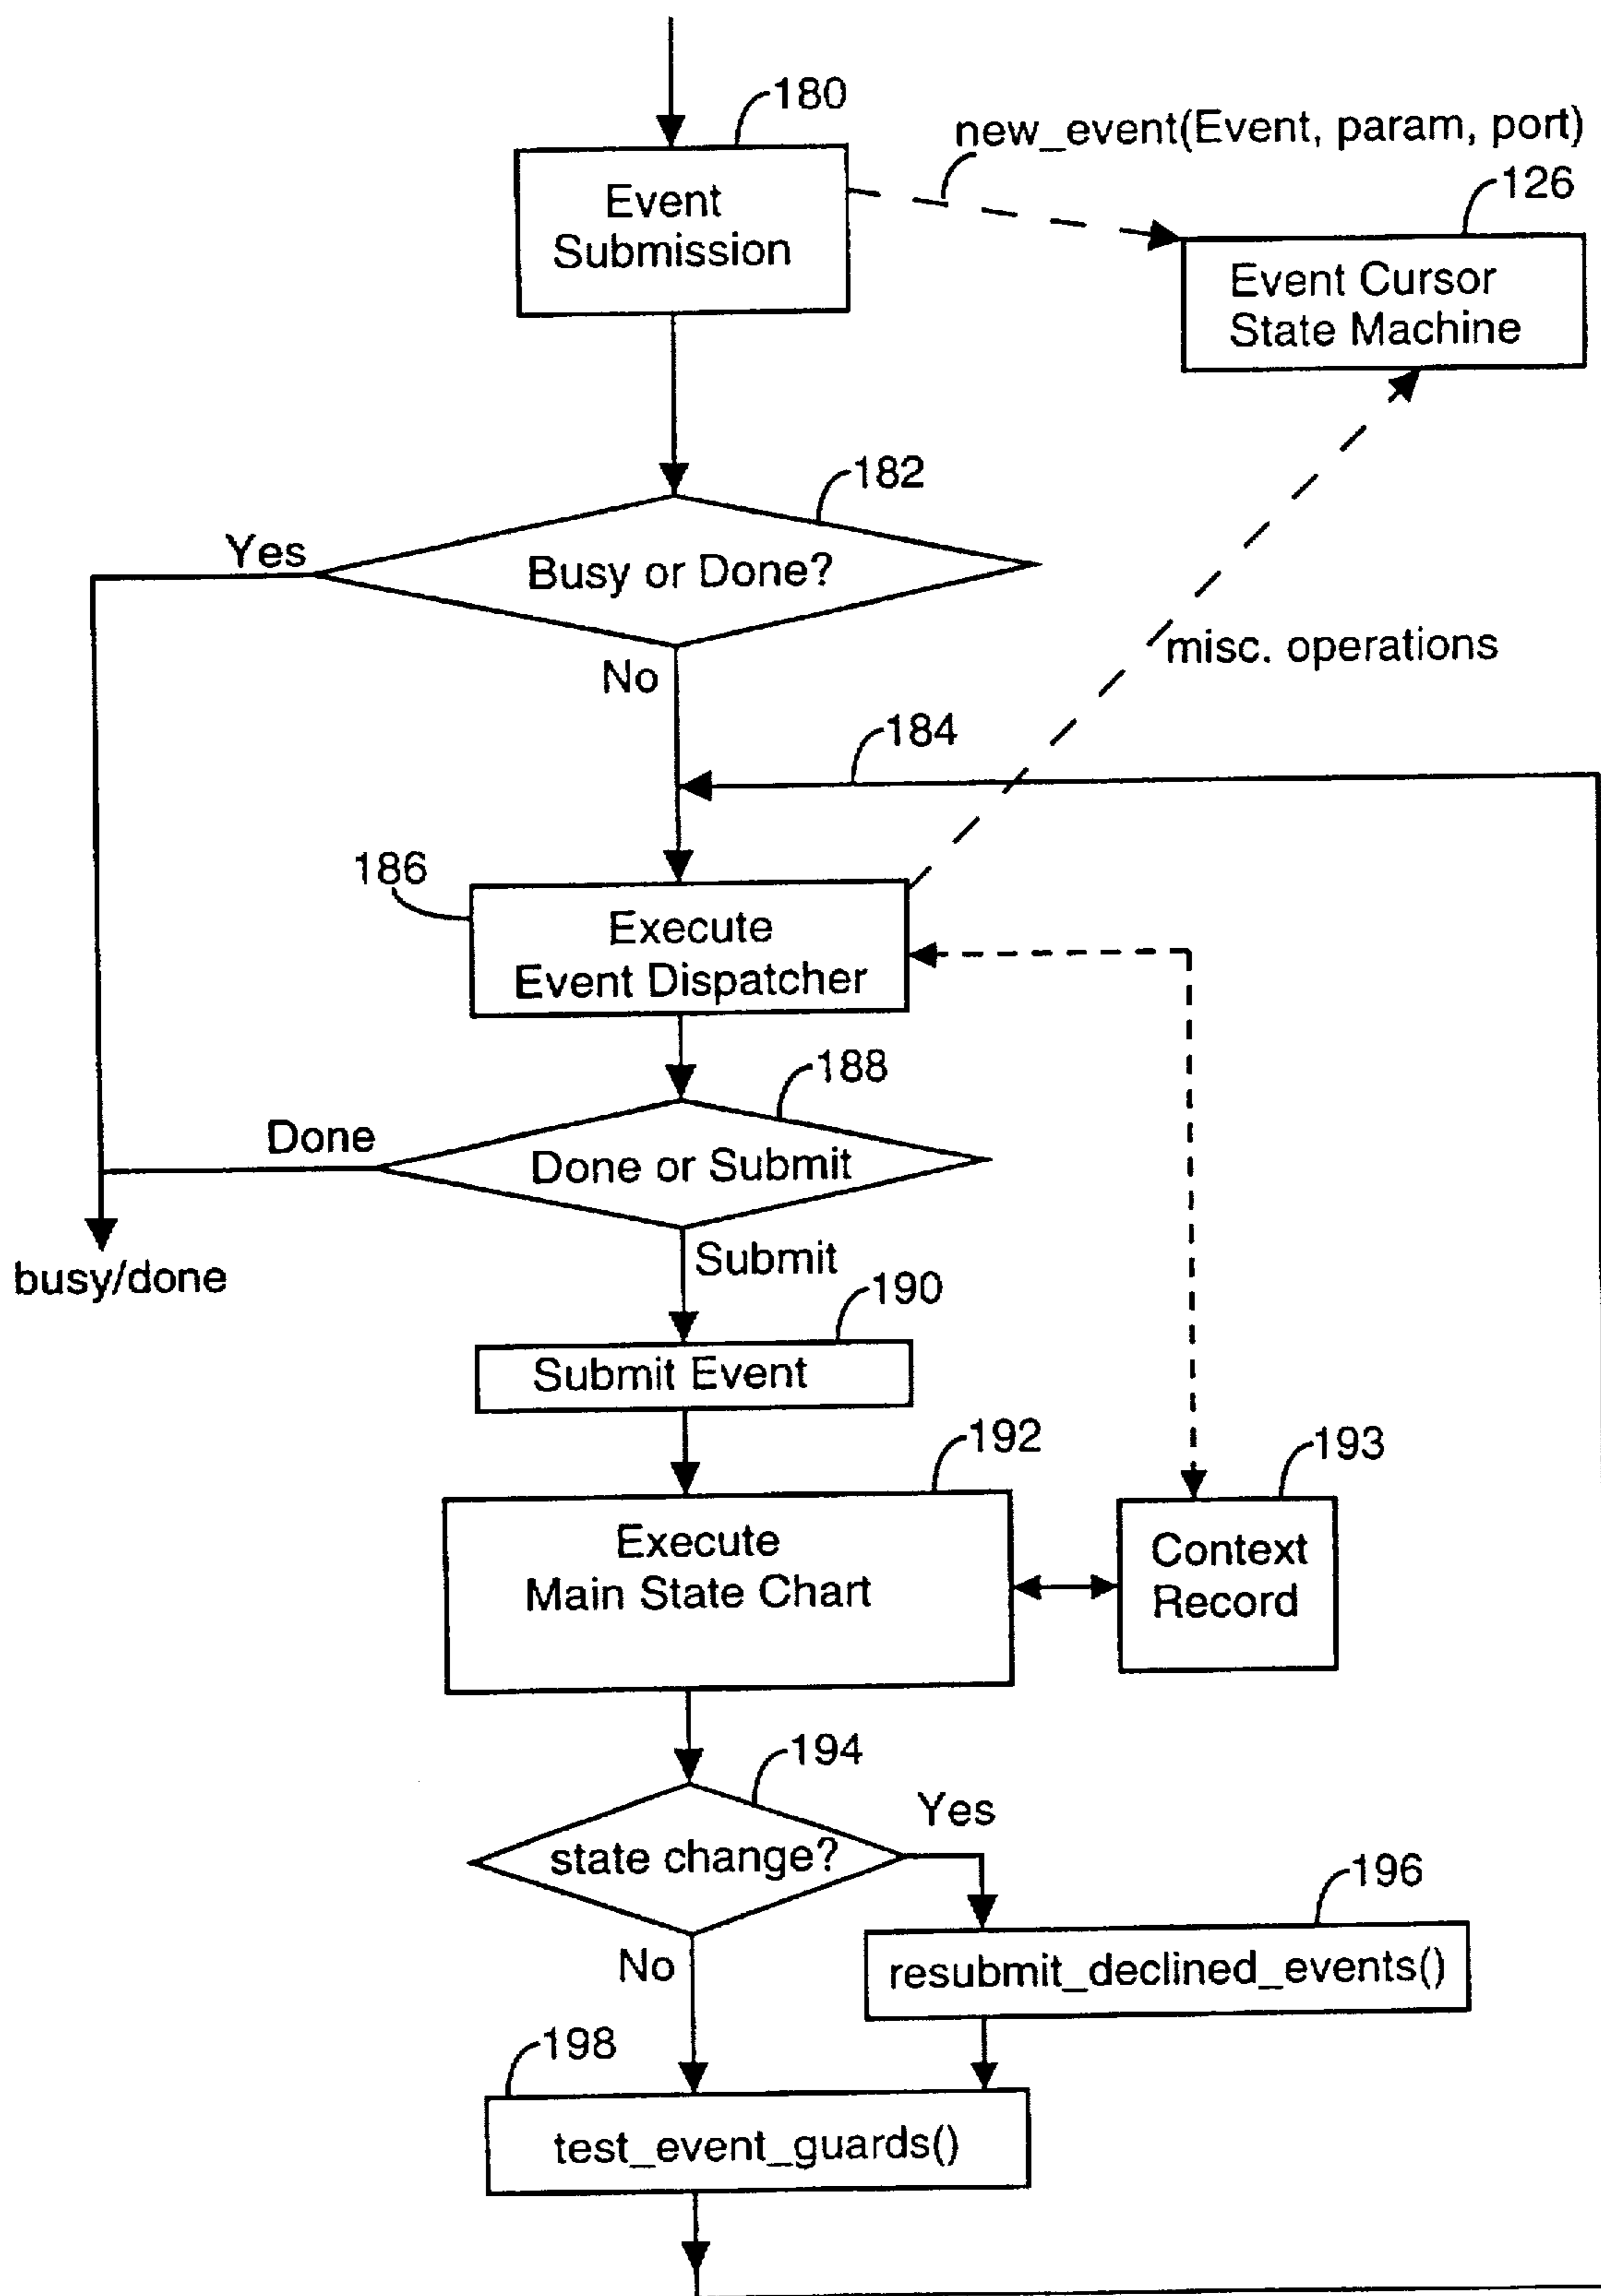 180
new_event(Event, param, port)
126
Event
Submission
Event Cursor
State Machine
182
Yes
Busy or Done?
No
misc. operations
184
186
Execute
Event Dispatcher
188
Done
Done or Submit
Submit
busy/done
190
Submit Event
192
193
Execute
Main State Chart
Context
Record
194
Yes
state change?
196
No
resubmit_declined_events()
198
test_event_guards()